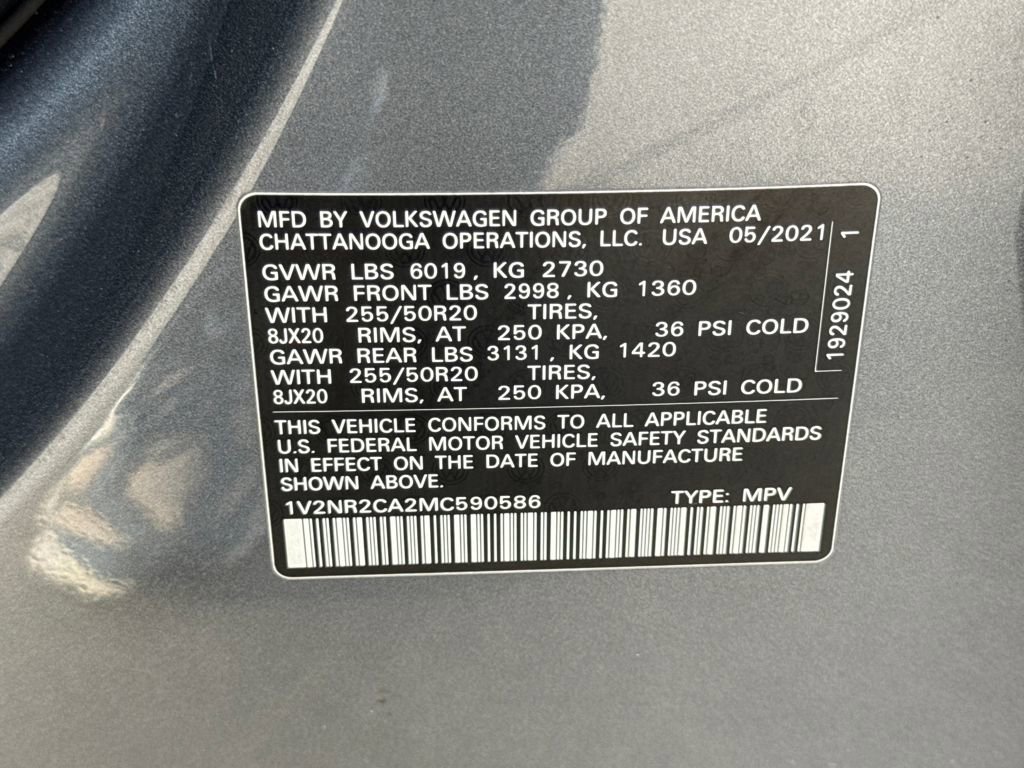 MFD BY VOLKSWAGEN GROUP OF AMERICA
CHATTANOOGA OPERATIONS, LLC. USA 05/2021
GVWR LBS 6019, KG 2730
GAWR FRONT LBS 2998, KG 1360
WITH 255/50R20 TIRES,
8JX20 RIMS, AT 250 KPA, 36 PSI COLD
GAWR REAR LBS 3131, KG 1420
WITH 255/50R20 TIRES,
8JX20 RIMS, AT 250 KPA, 36 PSI COLD
1929024 1
THIS VEHICLE CONFORMS TO ALL APPLICABLE
U.S. FEDERAL MOTOR VEHICLE SAFETY STANDARDS
IN EFFECT ON THE DATE OF MANUFACTURE
SHOWN ABOVE.
1V2NR2CA2MC590586 TYPE: MPV